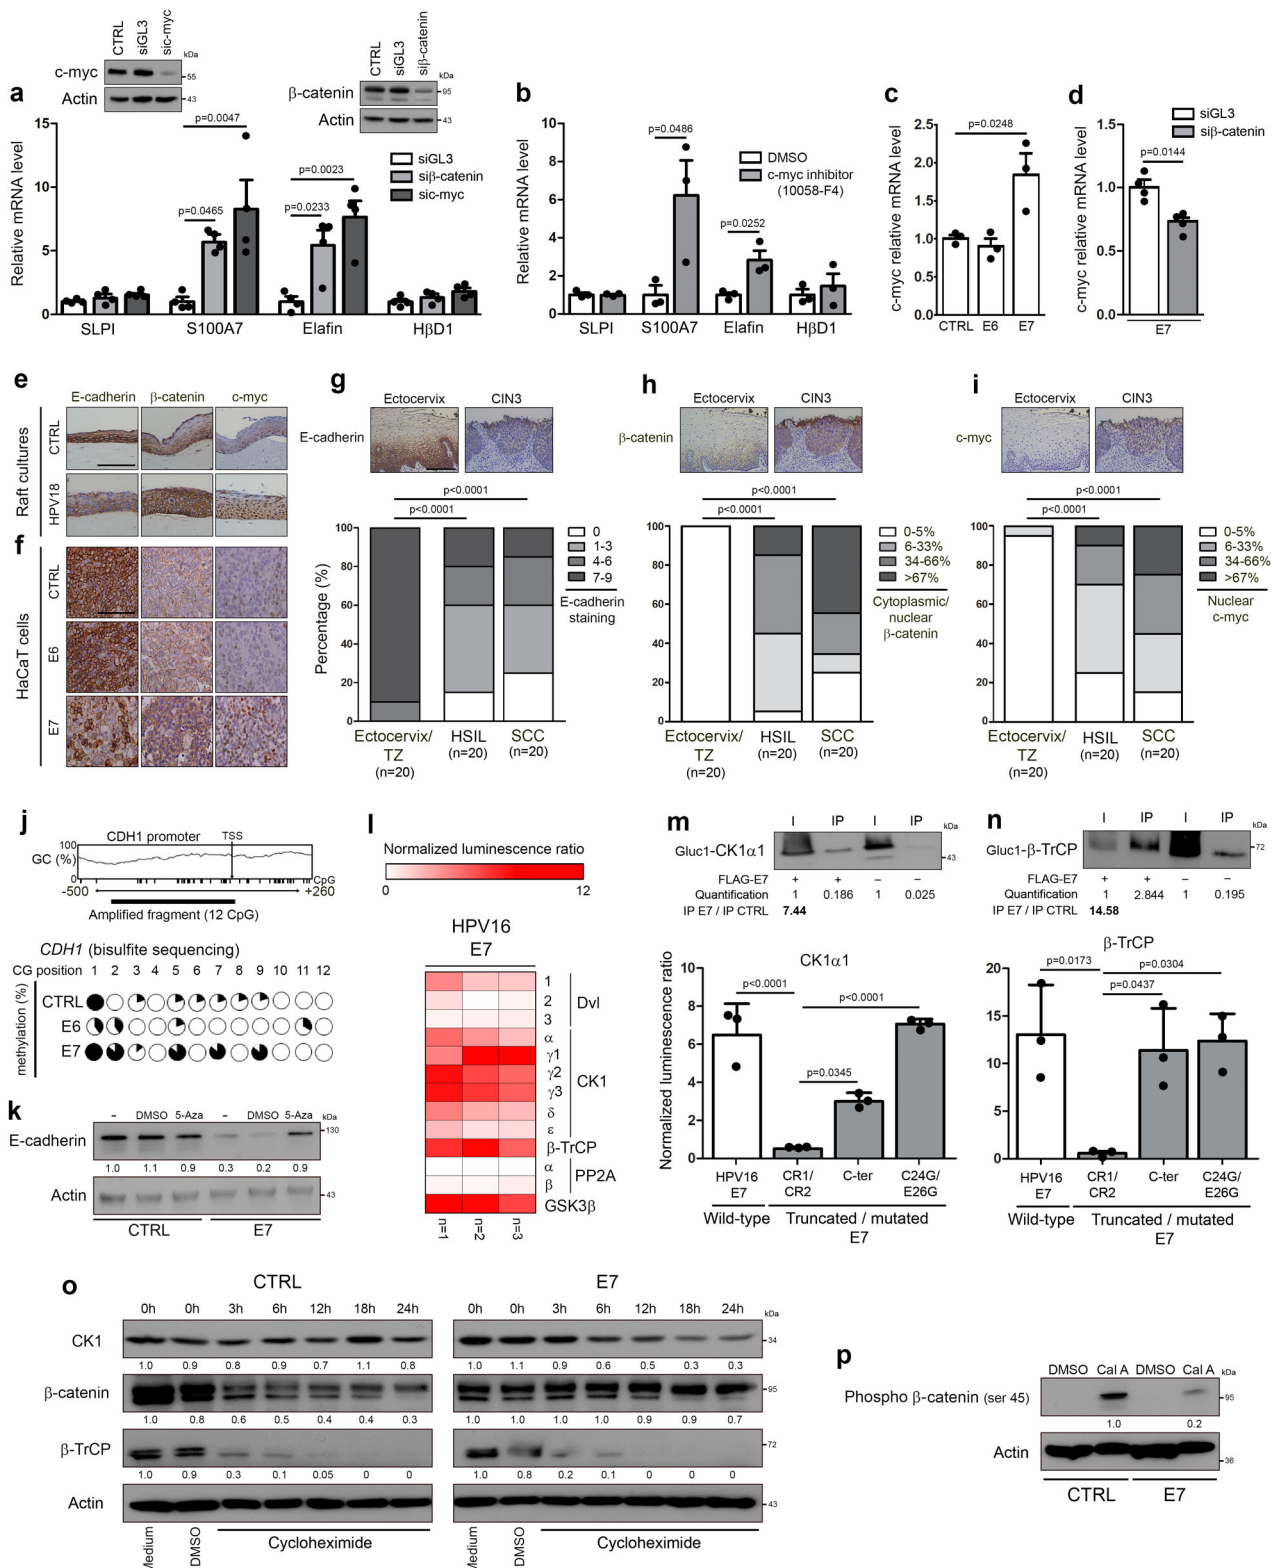 a
CTRL
siGL3
sic-myc
kDa
c-myc
55
Actin
43
CTRL
siGL3
siβ-catenin
kDa
β-catenin
95
Actin
43
Relative mRNA level
15
10
5
0
p=0.0047
p=0.0465
p=0.0023
p=0.0233
siGL3
siβ-catenin
sic-myc
SLPI S100A7 Elafin HβD1
b
Relative mRNA level
10
8
6
4
2
0
p=0.0486
p=0.0252
DMSO
c-myc inhibitor
(10058-F4)
SLPI S100A7 Elafin HβD1
c
c-myc relative mRNA level
2.5
2.0
1.5
1.0
0.5
0.0
p=0.0248
CTRL E6 E7
d
siGL3
siβ-catenin
c-myc relative mRNA level
1.5
1.0
0.5
0.0
p=0.0144
E7
e
E-cadherin β-catenin c-myc
Raft cultures
CTRL
HPV18
f
HaCaT cells
CTRL
E6
E7
g
Ectocervix CIN3
E-cadherin
p<0.0001
p<0.0001
Percentage (%)
100
80
60
40
20
0
0
1-3
4-6
7-9
E-cadherin
staining
Ectocervix/
TZ
(n=20)
HSIL
(n=20)
SCC
(n=20)
h
Ectocervix CIN3
β-catenin
p<0.0001
p<0.0001
100
80
60
40
20
0
0-5%
6-33%
34-66%
>67%
Cytoplasmic/
nuclear
β-catenin
Ectocervix/
TZ
(n=20)
HSIL
(n=20)
SCC
(n=20)
i
Ectocervix CIN3
c-myc
p<0.0001
p<0.0001
100
80
60
40
20
0
0-5%
6-33%
34-66%
>67%
Nuclear
c-myc
Ectocervix/
TZ
(n=20)
HSIL
(n=20)
SCC
(n=20)
j
CDH1 promoter TSS
100
GC (%)
0
CpG
-500 +260
Amplified fragment (12 CpG)
CDH1 (bisulfite sequencing)
CG position 1 2 3 4 5 6 7 8 9 10 11 12
methylation (%)
CTRL
E6
E7
k
- DMSO 5-Aza - DMSO 5-Aza kDa
E-cadherin 130
1.0 1.1 0.9 0.3 0.2 0.9
Actin 43
CTRL E7
l
Normalized luminescence ratio
0 12
HPV16
E7
1
2
3
Dvl
α
γ1
γ2
γ3
δ
ε
CK1
β-TrCP
α
β
PP2A
GSK3β
n=1 n=2 n=3
m
I IP I IP
kDa
Gluc1-CK1α1 43
FLAG-E7 + + − −
Quantification 1 0.186 1 0.025
IP E7 / IP CTRL 7.44
CK1α1
Normalized luminescence ratio
10
8
6
4
2
0
p<0.0001
p<0.0001
p=0.0345
HPV16
E7
CR1/
CR2
C-ter
C24G/
E26G
Wild-type Truncated / mutated
E7
n
I IP I IP
kDa
Gluc1-β-TrCP 72
FLAG-E7 + + − −
Quantification 1 2.844 1 0.195
IP E7 / IP CTRL 14.58
β-TrCP
20
15
10
5
0
p=0.0173
p=0.0304
p=0.0437
HPV16
E7
CR1/
CR2
C-ter
C24G/
E26G
Wild-type Truncated / mutated
E7
o
CTRL E7
0h 0h 3h 6h 12h 18h 24h 0h 0h 3h 6h 12h 18h 24h kDa
CK1 34
1.0 0.9 0.8 0.9 0.7 1.1 0.8 1.0 1.1 0.9 0.6 0.5 0.3 0.3
β-catenin 95
1.0 0.8 0.6 0.5 0.4 0.4 0.3 1.0 1.0 1.0 1.0 0.9 0.9 0.7
β-TrCP 72
1.0 0.9 0.3 0.1 0.05 0 0 1.0 0.8 0.2 0.1 0 0 0
Actin 43
Medium DMSO Cycloheximide Medium DMSO Cycloheximide
p
DMSO Cal A DMSO Cal A kDa
Phospho β-catenin (ser 45) 95
1.0 0.2
Actin 36
CTRL E7